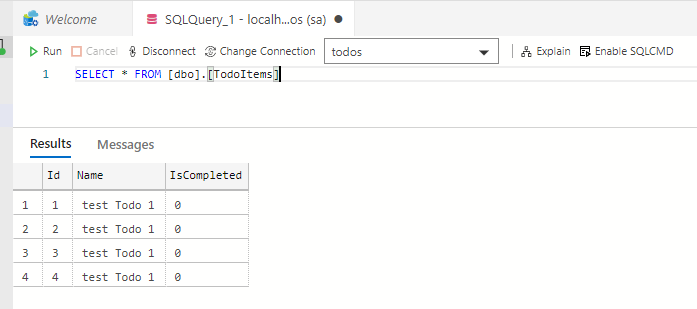 Welcome SQLQuery_1 - localh...os (sa)
Run Cancel Disconnect Change Connection todos Explain Enable SQLCMD
1 SELECT * FROM [dbo].[TodoItems]
Results Messages
Id Name IsCompleted
1 1 test Todo 1 0
2 2 test Todo 1 0
3 3 test Todo 1 0
4 4 test Todo 1 0